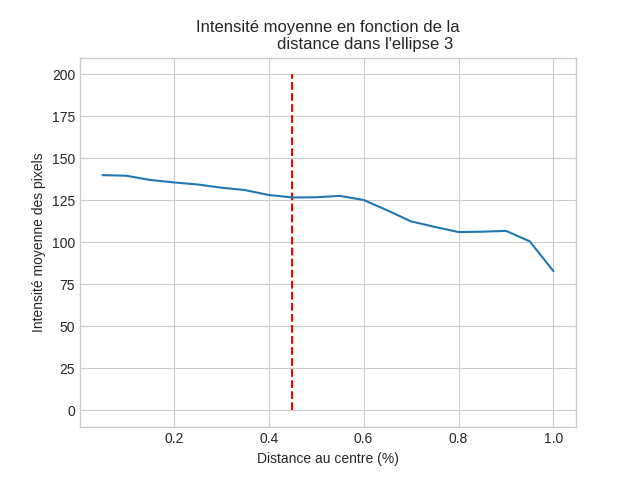 Intensité moyenne en fonction de la
distance dans l'ellipse 3
200
175
150
125
100
75
50
25
0
Intensité moyenne des pixels
0.2 0.4 0.6 0.8 1.0
Distance au centre (%)